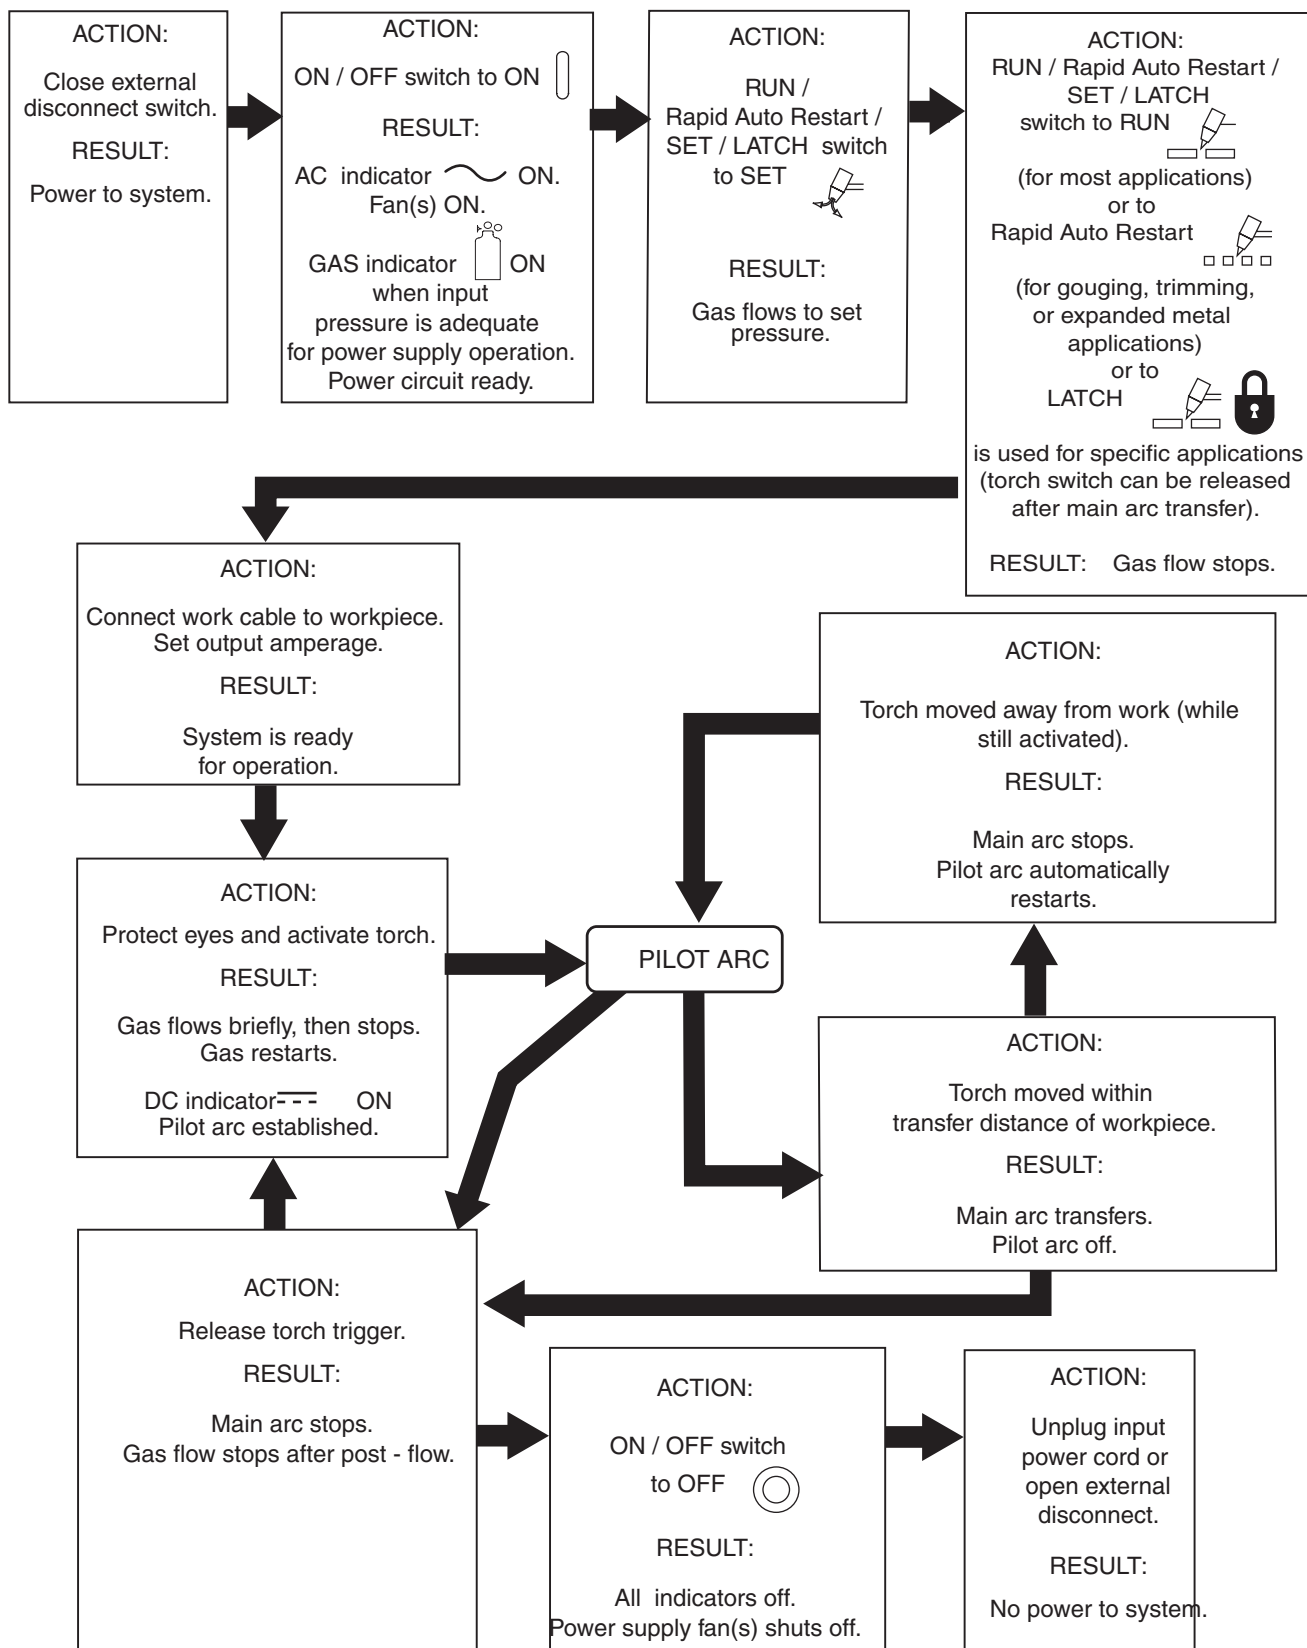 ACTION:
Close external
disconnect switch.
RESULT:
Power to system.
ACTION:
ON / OFF switch to ON
RESULT:
AC indicator ON.
Fan(s) ON.
GAS indicator ON
when input
pressure is adequate
for power supply operation.
Power circuit ready.
ACTION:
RUN /
Rapid Auto Restart /
SET / LATCH switch
to SET
RESULT:
Gas flows to set
pressure.
ACTION:
RUN / Rapid Auto Restart /
SET / LATCH
switch to RUN
(for most applications)
or to
Rapid Auto Restart
(for gouging, trimming,
or expanded metal
applications)
or to
LATCH
is used for specific applications
(torch switch can be released
after main arc transfer).
RESULT: Gas flow stops.
ACTION:
Connect work cable to workpiece.
Set output amperage.
RESULT:
System is ready
for operation.
ACTION:
Protect eyes and activate torch.
RESULT:
Gas flows briefly, then stops.
Gas restarts.
DC indicator ON
Pilot arc established.
PILOT ARC
ACTION:
Torch moved away from work (while
still activated).
RESULT:
Main arc stops.
Pilot arc automatically
restarts.
ACTION:
Torch moved within
transfer distance of workpiece.
RESULT:
Main arc transfers.
Pilot arc off.
ACTION:
Release torch trigger.
RESULT:
Main arc stops.
Gas flow stops after post - flow.
ACTION:
ON / OFF switch
to OFF
RESULT:
All indicators off.
Power supply fan(s) shuts off.
ACTION:
Unplug input
power cord or
open external
disconnect.
RESULT:
No power to system.